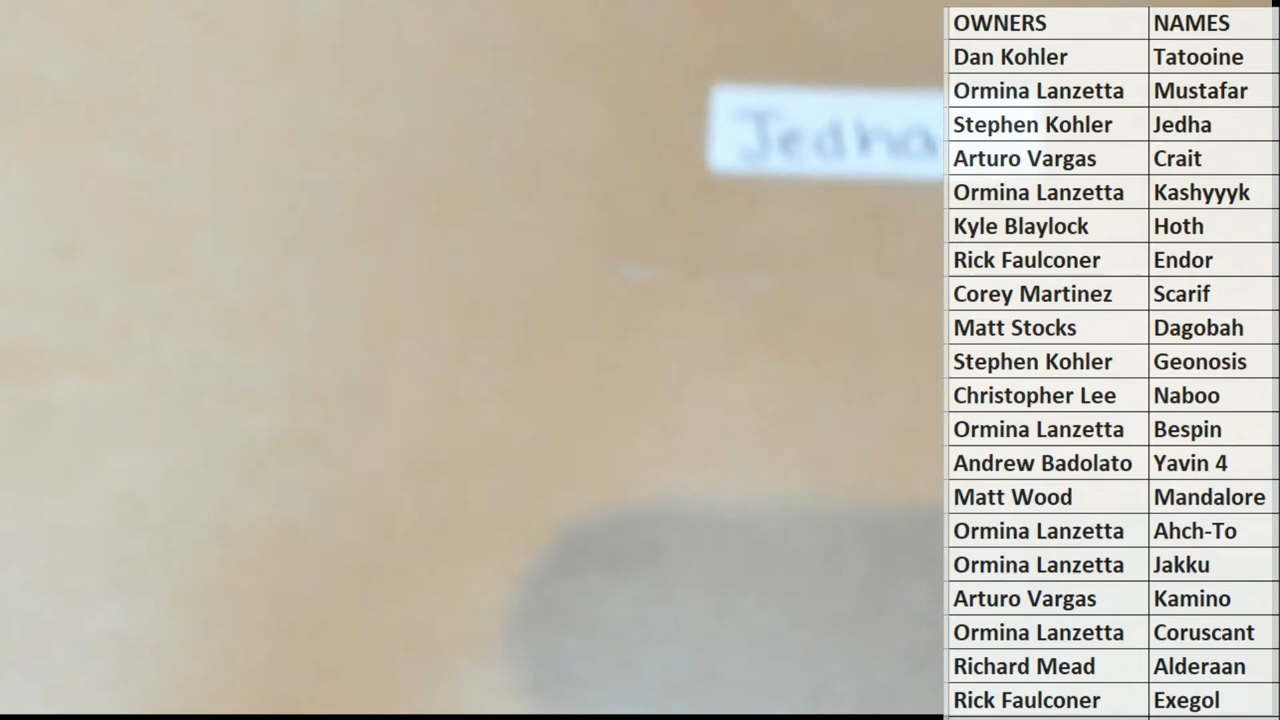 Jedha
OWNERS NAMES
Dan Kohler Tatooine
Ormina Lanzetta Mustafar
Stephen Kohler Jedha
Arturo Vargas Crait
Ormina Lanzetta Kashyyyk
Kyle Blaylock Hoth
Rick Faulconer Endor
Corey Martinez Scarif
Matt Stocks Dagobah
Stephen Kohler Geonosis
Christopher Lee Naboo
Ormina Lanzetta Bespin
Andrew Badolato Yavin 4
Matt Wood Mandalore
Ormina Lanzetta Ahch-To
Ormina Lanzetta Jakku
Arturo Vargas Kamino
Ormina Lanzetta Coruscant
Richard Mead Alderaan
Rick Faulconer Exegol